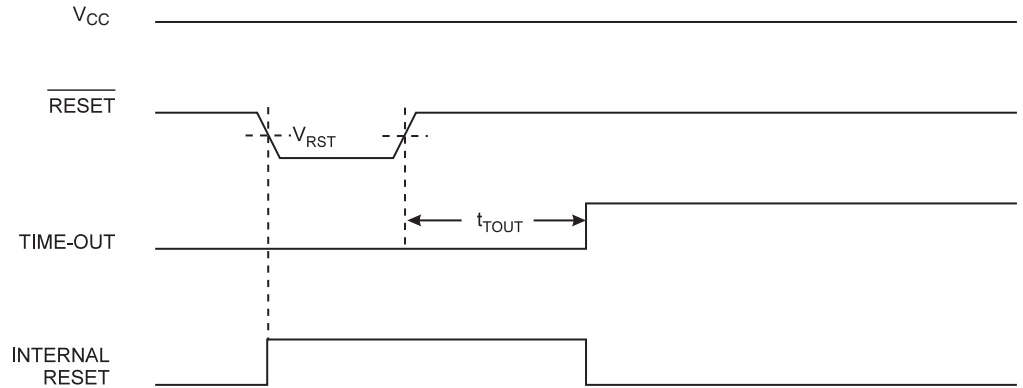 VCC
RESET
VRST
tTOUT
TIME-OUT
INTERNAL
RESET